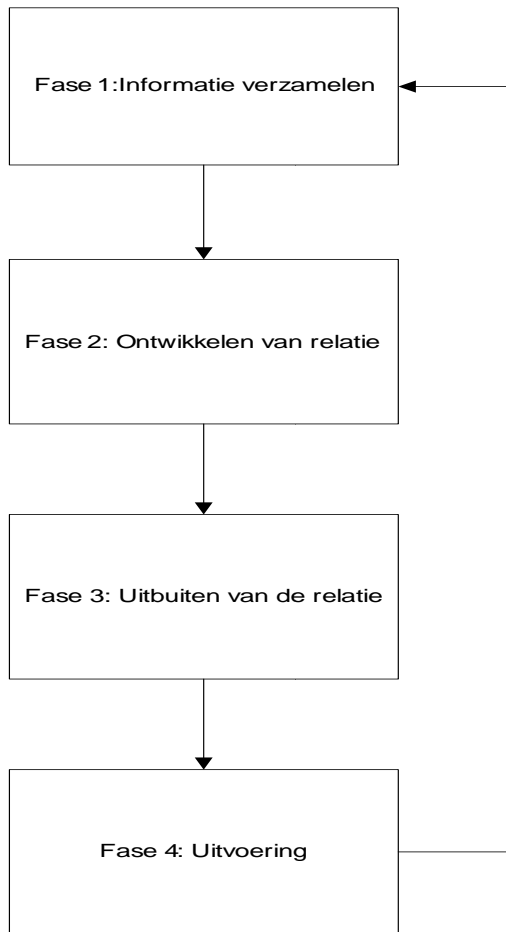 Fase 1:Informatie verzamelen
Fase 2: Ontwikkelen van relatie
Fase 3: Uitbuiten van de relatie
Fase 4: Uitvoering